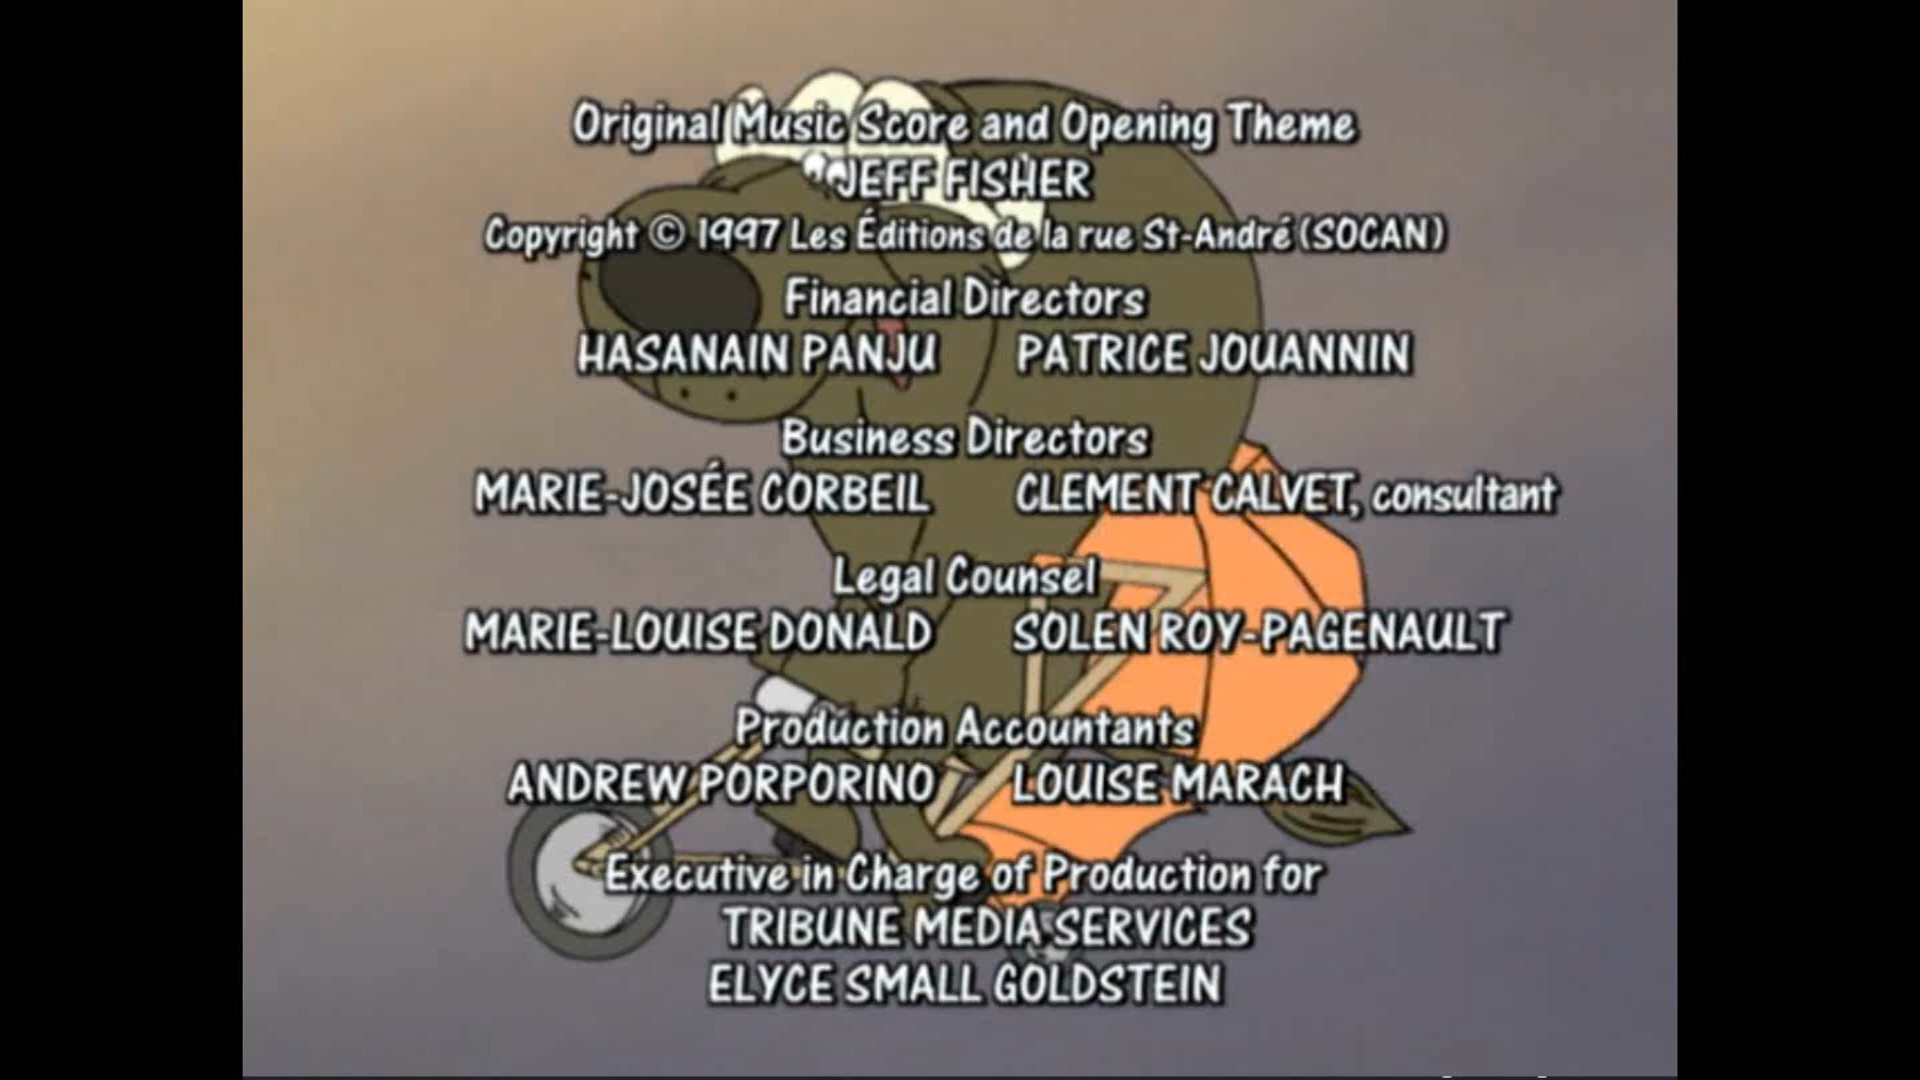 Original Music Score and Opening Theme
JEFF FISHER
Copyright © 1997 Les Éditions de la rue St-André (SOCAN)
Financial Directors
HASANAIN PANJU PATRICE JOUANNIN
Business Directors
MARIE-JOSÉE CORBEIL CLEMENT CALVET, consultant
Legal Counsel
MARIE-LOUISE DONALD SOLEN ROY-PAGENAULT
Production Accountants
ANDREW PORPORINO LOUISE MARACH
Executive in Charge of Production for
TRIBUNE MEDIA SERVICES
ELYCE SMALL GOLDSTEIN